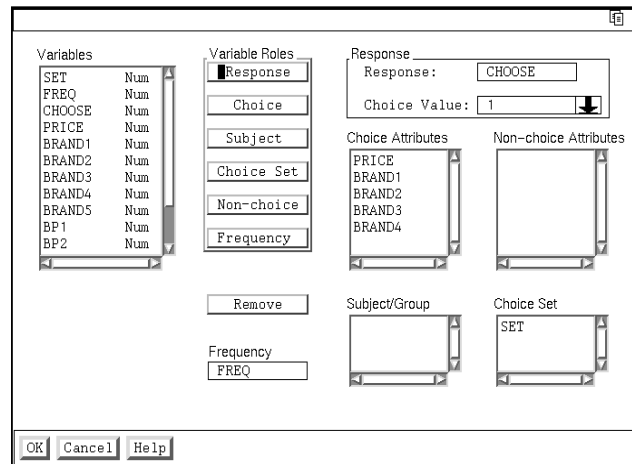 Variables
SET Num
FREQ Num
CHOOSE Num
PRICE Num
BRAND1 Num
BRAND2 Num
BRAND3 Num
BRAND4 Num
BRAND5 Num
BP1 Num
BP2 Num
Variable Roles
Response
Choice
Subject
Choice Set
Non-choice
Frequency
Remove
Frequency
FREQ
Response
Response: CHOOSE
Choice Value: 1
Choice Attributes
PRICE
BRAND1
BRAND2
BRAND3
BRAND4
Non-choice Attributes
Subject/Group
Choice Set
SET
OK Cancel Help